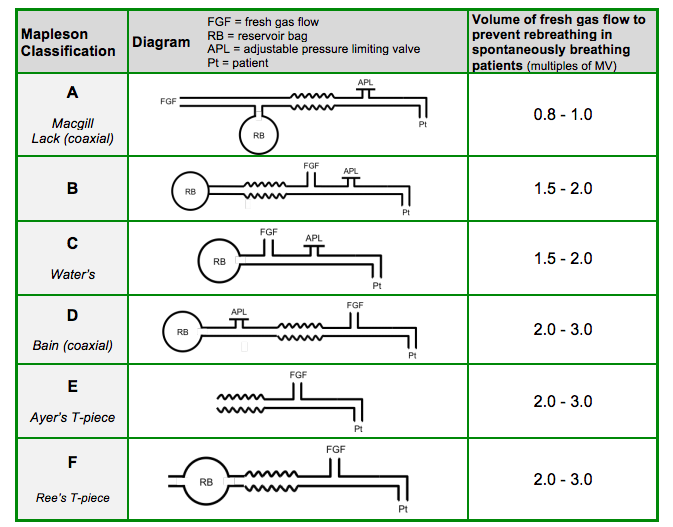 Mapleson
Classification
Diagram
FGF = fresh gas flow
RB = reservoir bag
APL = adjustable pressure limiting valve
Pt = patient
Volume of fresh gas flow to
prevent rebreathing in
spontaneously breathing
patients (multiples of MV)
A
Macgill
Lack (coaxial)
FGF
APL
RB
Pt
0.8 - 1.0
B
RB
FGF
APL
Pt
1.5 - 2.0
C
Water's
RB
FGF
APL
Pt
1.5 - 2.0
D
Bain (coaxial)
RB
APL
FGF
Pt
2.0 - 3.0
E
Ayer's T-piece
FGF
Pt
2.0 - 3.0
F
Ree's T-piece
RB
FGF
Pt
2.0 - 3.0